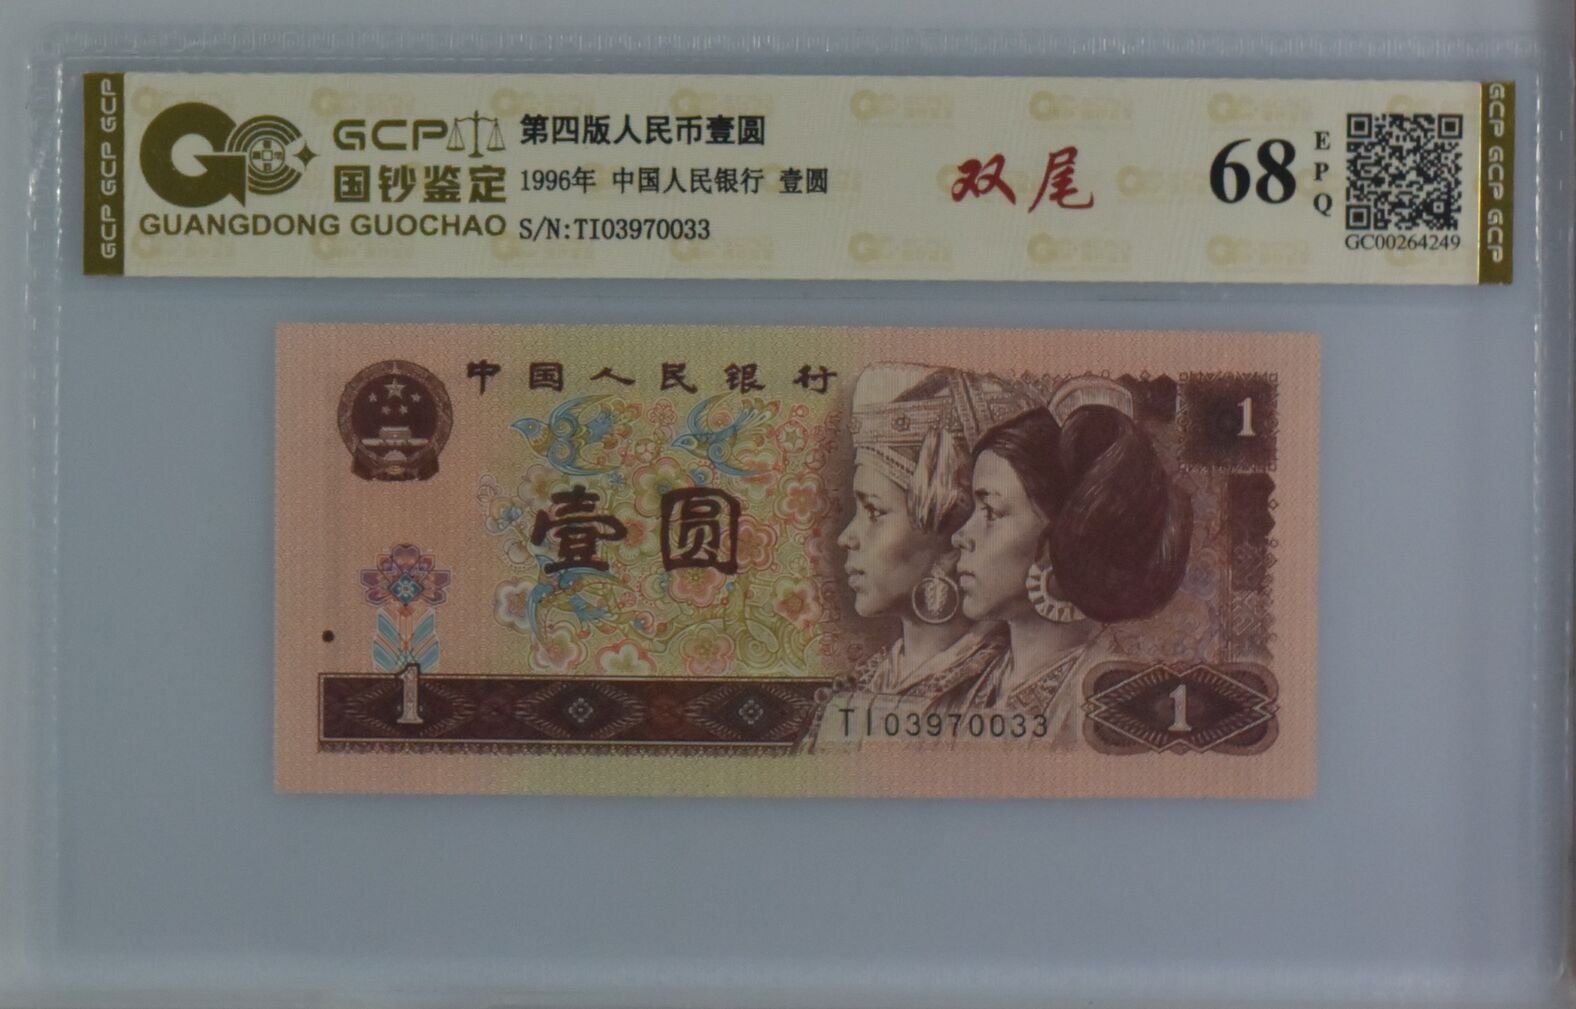 GCP GCP GCP
GCP
国钞鉴定
GUANGDONG GUOCHAO
第四版人民币壹圆
1996年 中国人民银行 壹圆
S/N:TI03970033
双尾
68
EPQ
GC00264249
GCP GCP GCP
中国人民银行
1
壹圆
1
TI03970033
1